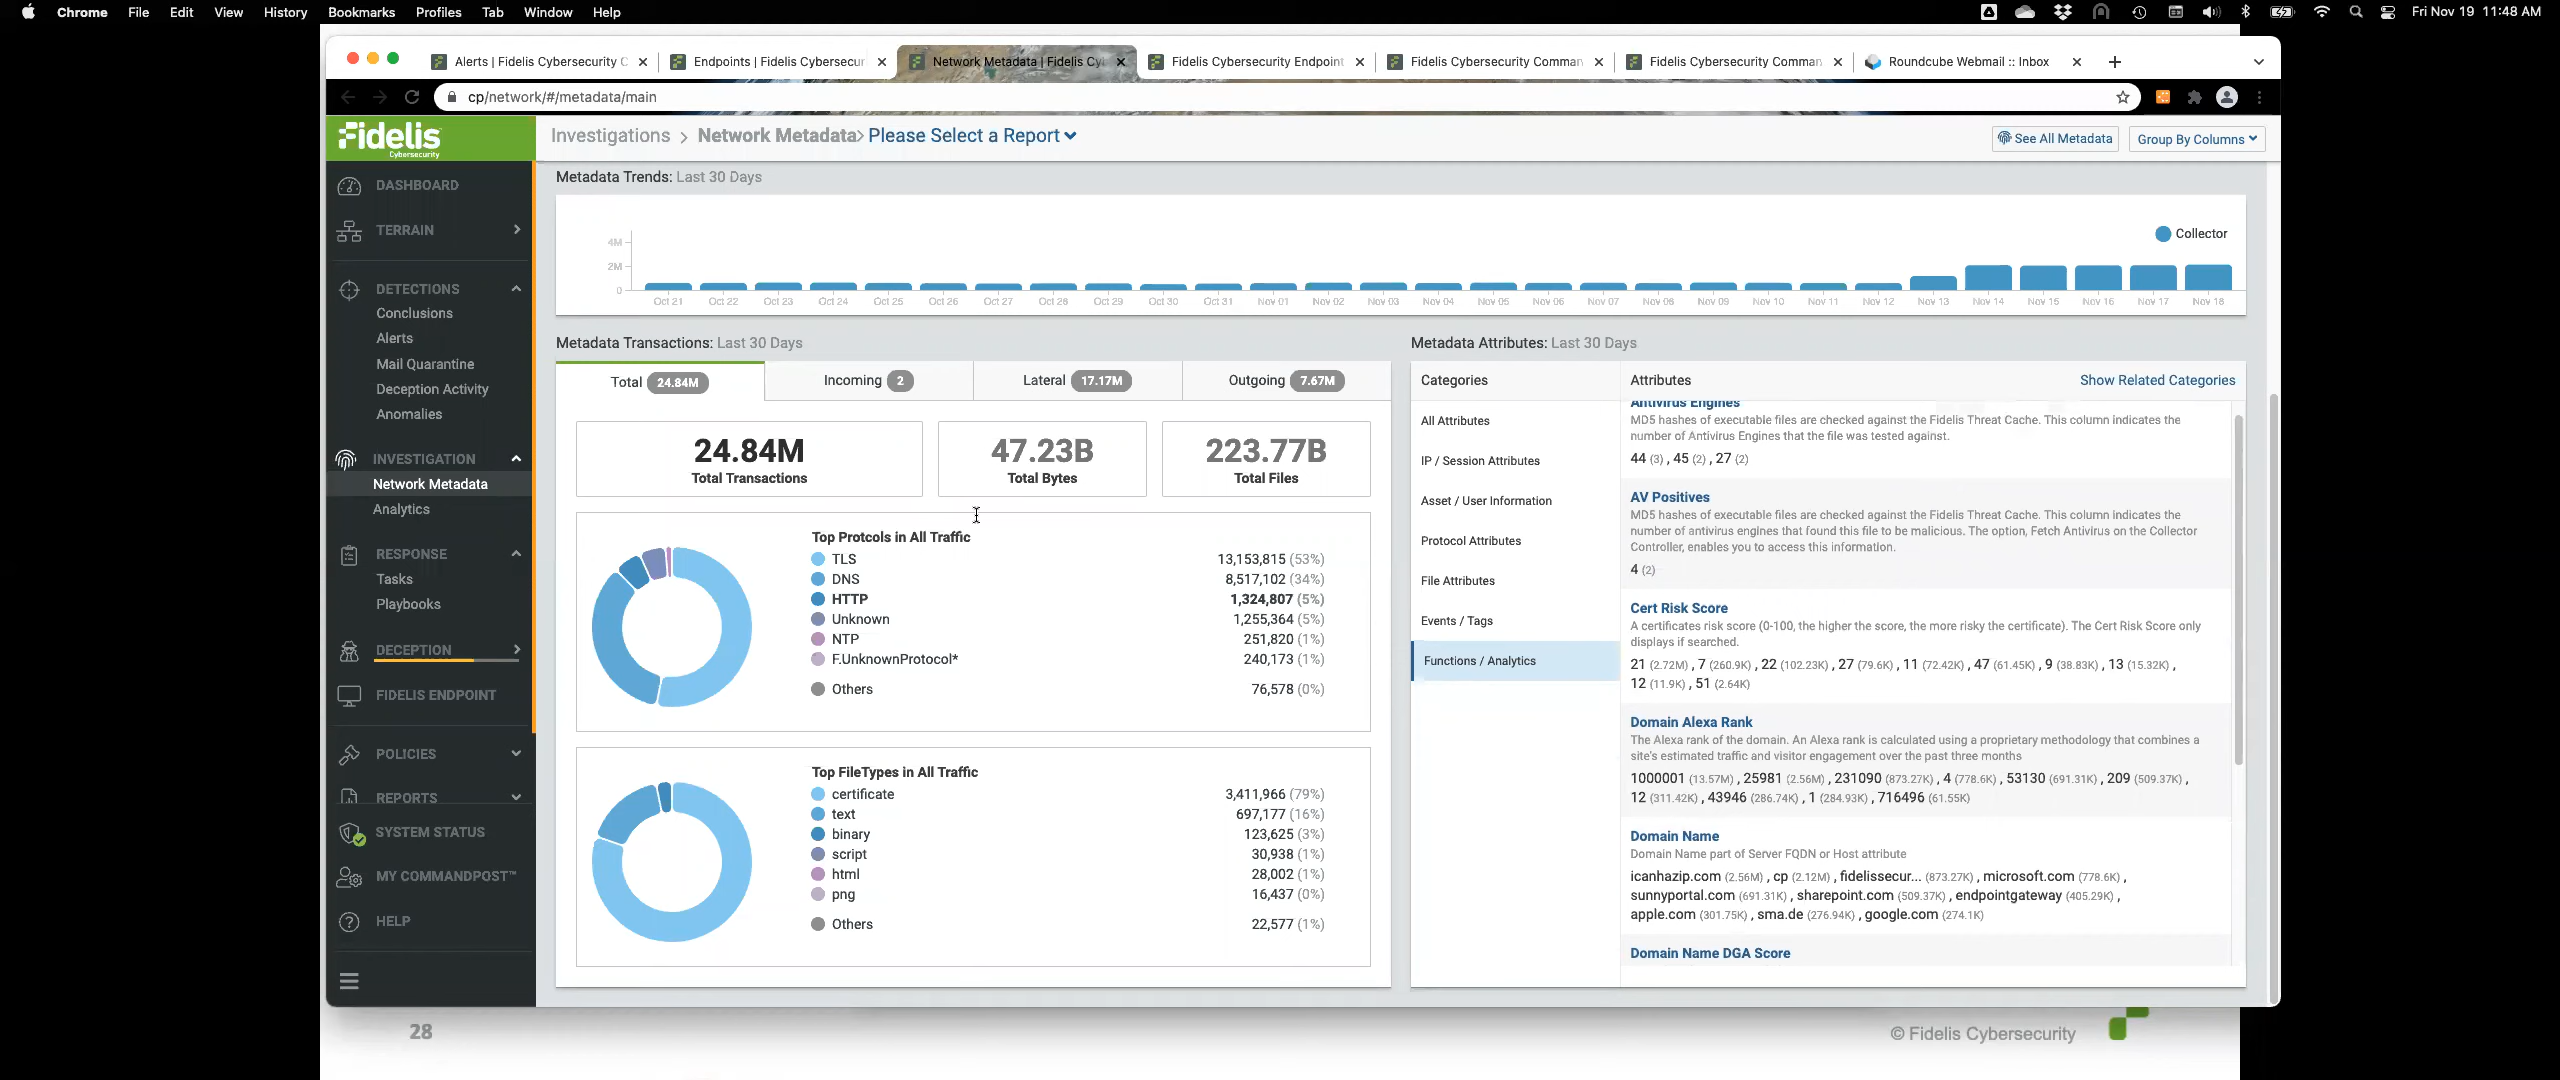 Chrome File Edit View History Bookmarks Profiles Tab Window Help Fri Nov 19 11:48 AM
Alerts | Fidelis Cybersecurity C Endpoints | Fidelis Cybersecur Network Metadata | Fidelis Cy Fidelis Cybersecurity Endpoint Fidelis Cybersecurity Comman Fidelis Cybersecurity Comman Roundcube Webmail :: Inbox
cp/network/#/metadata/main
Fidelis
Cybersecurity
Investigations > Network Metadata> Please Select a Report
See All Metadata
Group By Columns
DASHBOARD
TERRAIN
DETECTIONS
Conclusions
Alerts
Mail Quarantine
Deception Activity
Anomalies
INVESTIGATION
Network Metadata
Analytics
RESPONSE
Tasks
Playbooks
DECEPTION
FIDELIS ENDPOINT
POLICIES
REPORTS
SYSTEM STATUS
MY COMMANDPOST™
HELP
Metadata Trends: Last 30 Days
Collector
4M
2M
0
Oct 21 Oct 22 Oct 23 Oct 24 Oct 25 Oct 26 Oct 27 Oct 28 Oct 29 Oct 30 Oct 31 Nov 01 Nov 02 Nov 03 Nov 04 Nov 05 Nov 06 Nov 07 Nov 08 Nov 09 Nov 10 Nov 11 Nov 12 Nov 13 Nov 14 Nov 15 Nov 16 Nov 17 Nov 18
Metadata Transactions: Last 30 Days
Total 24.84M Incoming 2 Lateral 17.17M Outgoing 7.67M
24.84M
Total Transactions
47.23B
Total Bytes
223.77B
Total Files
Top Protcols in All Traffic
TLS 13,153,815 (53%)
DNS 8,517,102 (34%)
HTTP 1,324,807 (5%)
Unknown 1,255,364 (5%)
NTP 251,820 (1%)
F.UnknownProtocol* 240,173 (1%)
Others 76,578 (0%)
Top FileTypes in All Traffic
certificate 3,411,966 (79%)
text 697,177 (16%)
binary 123,625 (3%)
script 30,938 (1%)
html 28,002 (1%)
png 16,437 (0%)
Others 22,577 (1%)
Metadata Attributes: Last 30 Days
Categories
All Attributes
IP / Session Attributes
Asset / User Information
Protocol Attributes
File Attributes
Events / Tags
Functions / Analytics
Attributes
Show Related Categories
Antivirus Engines
MD5 hashes of executable files are checked against the Fidelis Threat Cache. This column indicates the
number of Antivirus Engines that the file was tested against.
44 (3) , 45 (2) , 27 (2)
AV Positives
MD5 hashes of executable files are checked against the Fidelis Threat Cache. This column indicates the
number of antivirus engines that found this file to be malicious. The option, Fetch Antivirus on the Collector
Controller, enables you to access this information.
4 (2)
Cert Risk Score
A certificates risk score (0-100, the higher the score, the more risky the certificate). The Cert Risk Score only
displays if searched.
21 (2.72M) , 7 (260.9K) , 22 (102.23K) , 27 (79.6K) , 11 (72.42K) , 47 (61.45K) , 9 (38.83K) , 13 (15.32K) ,
12 (11.9K) , 51 (2.64K)
Domain Alexa Rank
The Alexa rank of the domain. An Alexa rank is calculated using a proprietary methodology that combines a
site's estimated traffic and visitor engagement over the past three months
1000001 (13.57M) , 25981 (2.56M) , 231090 (873.27K) , 4 (778.6K) , 53130 (691.31K) , 209 (509.37K) ,
12 (311.42K) , 43946 (286.74K) , 1 (284.93K) , 716496 (61.55K)
Domain Name
Domain Name part of Server FQDN or Host attribute
icanhazip.com (2.56M) , cp (2.12M) , fidelissecur... (873.27K) , microsoft.com (778.6K) ,
sunnyportal.com (691.31K) , sharepoint.com (509.37K) , endpointgateway (405.29K) ,
apple.com (301.75K) , sma.de (276.94K) , google.com (274.1K)
Domain Name DGA Score
28
© Fidelis Cybersecurity